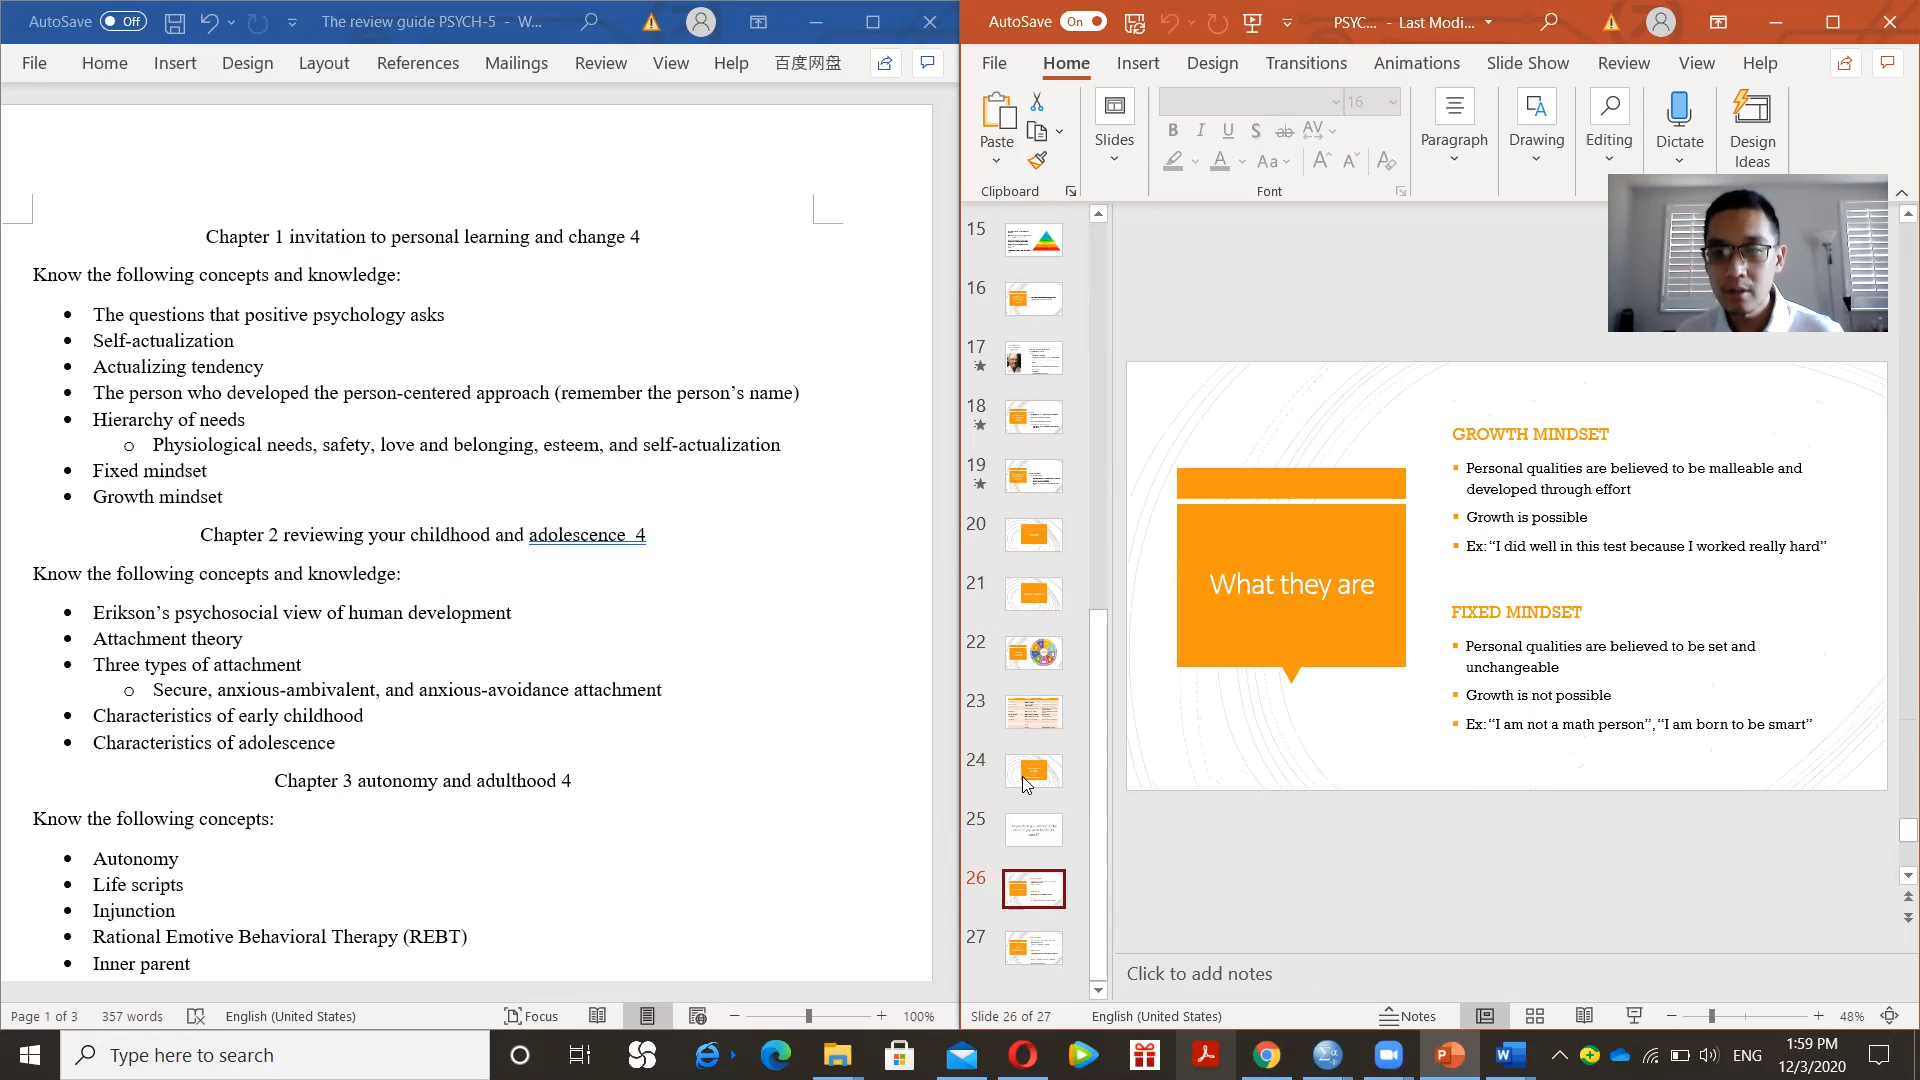 AutoSave Off The review guide PSYCH-5 - W...
File Home Insert Design Layout References Mailings Review View Help 百度网盘
Chapter 1 invitation to personal learning and change 4
Know the following concepts and knowledge:
• The questions that positive psychology asks
• Self-actualization
• Actualizing tendency
• The person who developed the person-centered approach (remember the person’s name)
• Hierarchy of needs
o Physiological needs, safety, love and belonging, esteem, and self-actualization
• Fixed mindset
• Growth mindset
Chapter 2 reviewing your childhood and adolescence 4
Know the following concepts and knowledge:
• Erikson’s psychosocial view of human development
• Attachment theory
• Three types of attachment
o Secure, anxious-ambivalent, and anxious-avoidance attachment
• Characteristics of early childhood
• Characteristics of adolescence
Chapter 3 autonomy and adulthood 4
Know the following concepts:
• Autonomy
• Life scripts
• Injunction
• Rational Emotive Behavioral Therapy (REBT)
• Inner parent
Page 1 of 3 357 words English (United States) Focus 100%
AutoSave On PSYC... - Last Modi...
File Home Insert Design Transitions Animations Slide Show Review View Help
Paste Slides 16 Paragraph Drawing Editing Dictate Design Ideas
B I U S ab AV
A Aa A A A
Clipboard Font
15
16
17
18
19
20
21
22
23
24
25
26
27
What they are
GROWTH MINDSET
Personal qualities are believed to be malleable and
developed through effort
Growth is possible
Ex: “I did well in this test because I worked really hard”
FIXED MINDSET
Personal qualities are believed to be set and
unchangeable
Growth is not possible
Ex: “I am not a math person”, “I am born to be smart”
Click to add notes
Slide 26 of 27 English (United States) Notes 48%
Type here to search ENG 1:59 PM
12/3/2020